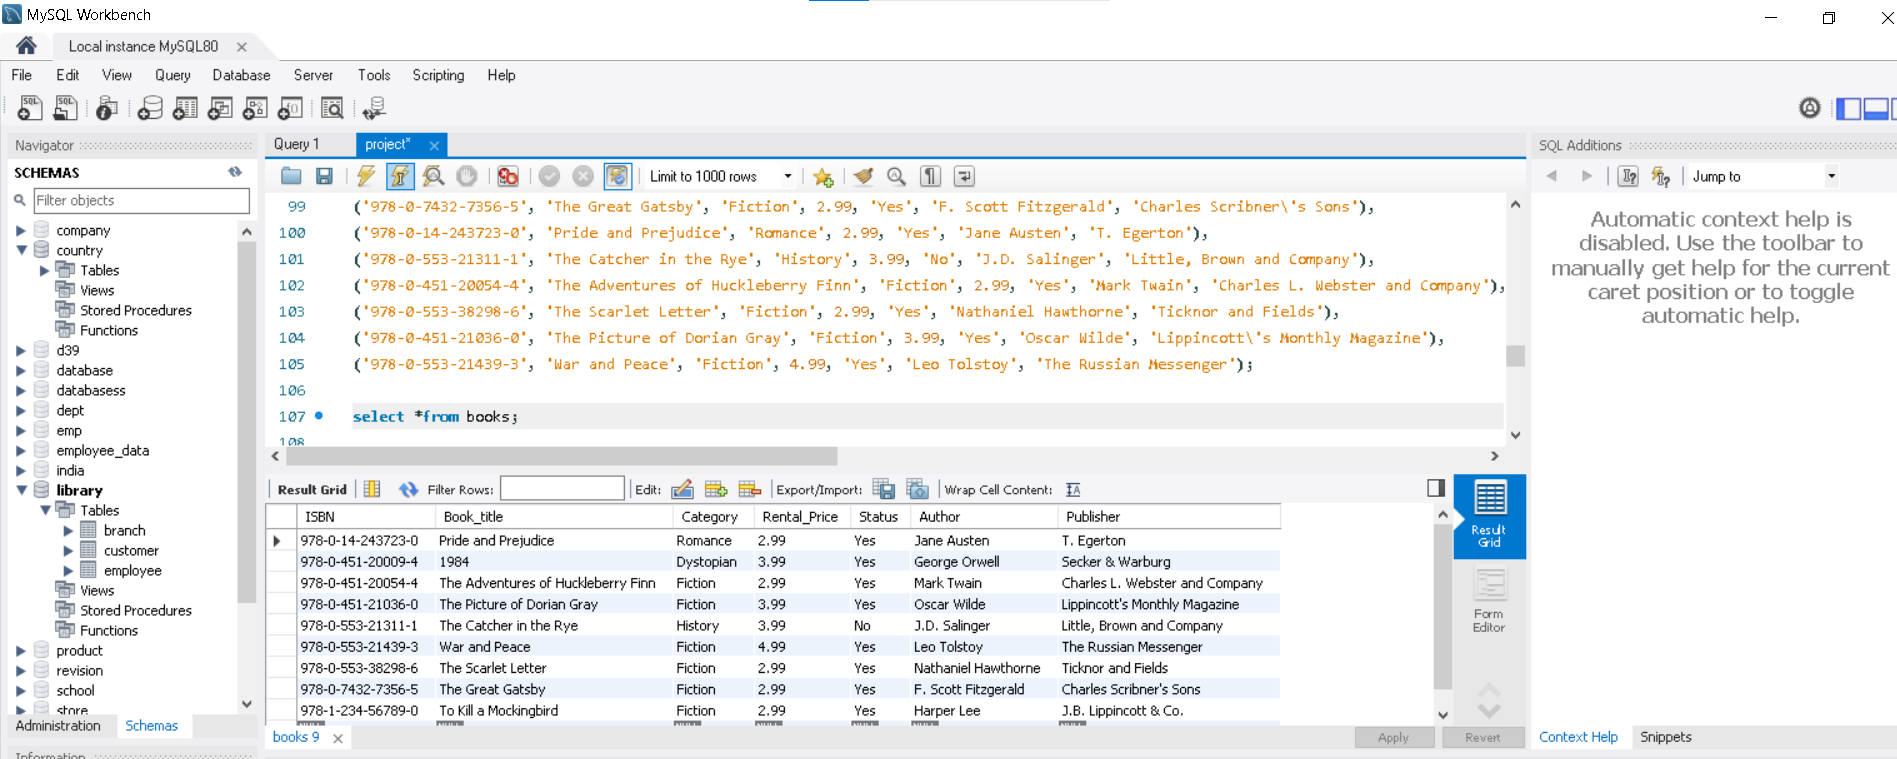 MySQL Workbench
Local instance MySQL80
File Edit View Query Database Server Tools Scripting Help
Navigator
SCHEMAS
Filter objects
company
country
Tables
Views
Stored Procedures
Functions
d39
database
databasess
dept
emp
employee_data
india
library
Tables
branch
customer
employee
Views
Stored Procedures
Functions
product
revision
school
store
Administration Schemas
Information
Query 1 project*
Limit to 1000 rows
99 ('978-0-7432-7356-5', 'The Great Gatsby', 'Fiction', 2.99, 'Yes', 'F. Scott Fitzgerald', 'Charles Scribner\'s Sons'),
100 ('978-0-14-243723-0', 'Pride and Prejudice', 'Romance', 2.99, 'Yes', 'Jane Austen', 'T. Egerton'),
101 ('978-0-553-21311-1', 'The Catcher in the Rye', 'History', 3.99, 'No', 'J.D. Salinger', 'Little, Brown and Company'),
102 ('978-0-451-20054-4', 'The Adventures of Huckleberry Finn', 'Fiction', 2.99, 'Yes', 'Mark Twain', 'Charles L. Webster and Company'),
103 ('978-0-553-38298-6', 'The Scarlet Letter', 'Fiction', 2.99, 'Yes', 'Nathaniel Hawthorne', 'Ticknor and Fields'),
104 ('978-0-451-21036-0', 'The Picture of Dorian Gray', 'Fiction', 3.99, 'Yes', 'Oscar Wilde', 'Lippincott\'s Monthly Magazine'),
105 ('978-0-553-21439-3', 'War and Peace', 'Fiction', 4.99, 'Yes', 'Leo Tolstoy', 'The Russian Messenger');
106
107 select *from books;
108
Result Grid Filter Rows: Edit: Export/Import: Wrap Cell Content:
ISBN Book_title Category Rental_Price Status Author Publisher
978-0-14-243723-0 Pride and Prejudice Romance 2.99 Yes Jane Austen T. Egerton
978-0-451-20009-4 1984 Dystopian 3.99 Yes George Orwell Secker & Warburg
978-0-451-20054-4 The Adventures of Huckleberry Finn Fiction 2.99 Yes Mark Twain Charles L. Webster and Company
978-0-451-21036-0 The Picture of Dorian Gray Fiction 3.99 Yes Oscar Wilde Lippincott's Monthly Magazine
978-0-553-21311-1 The Catcher in the Rye History 3.99 No J.D. Salinger Little, Brown and Company
978-0-553-21439-3 War and Peace Fiction 4.99 Yes Leo Tolstoy The Russian Messenger
978-0-553-38298-6 The Scarlet Letter Fiction 2.99 Yes Nathaniel Hawthorne Ticknor and Fields
978-0-7432-7356-5 The Great Gatsby Fiction 2.99 Yes F. Scott Fitzgerald Charles Scribner's Sons
978-1-234-56789-0 To Kill a Mockingbird Fiction 2.99 Yes Harper Lee J.B. Lippincott & Co.
Result
Grid
Form
Editor
books 9
Apply Revert
SQL Additions
Jump to
Automatic context help is
disabled. Use the toolbar to
manually get help for the current
caret position or to toggle
automatic help.
Context Help Snippets